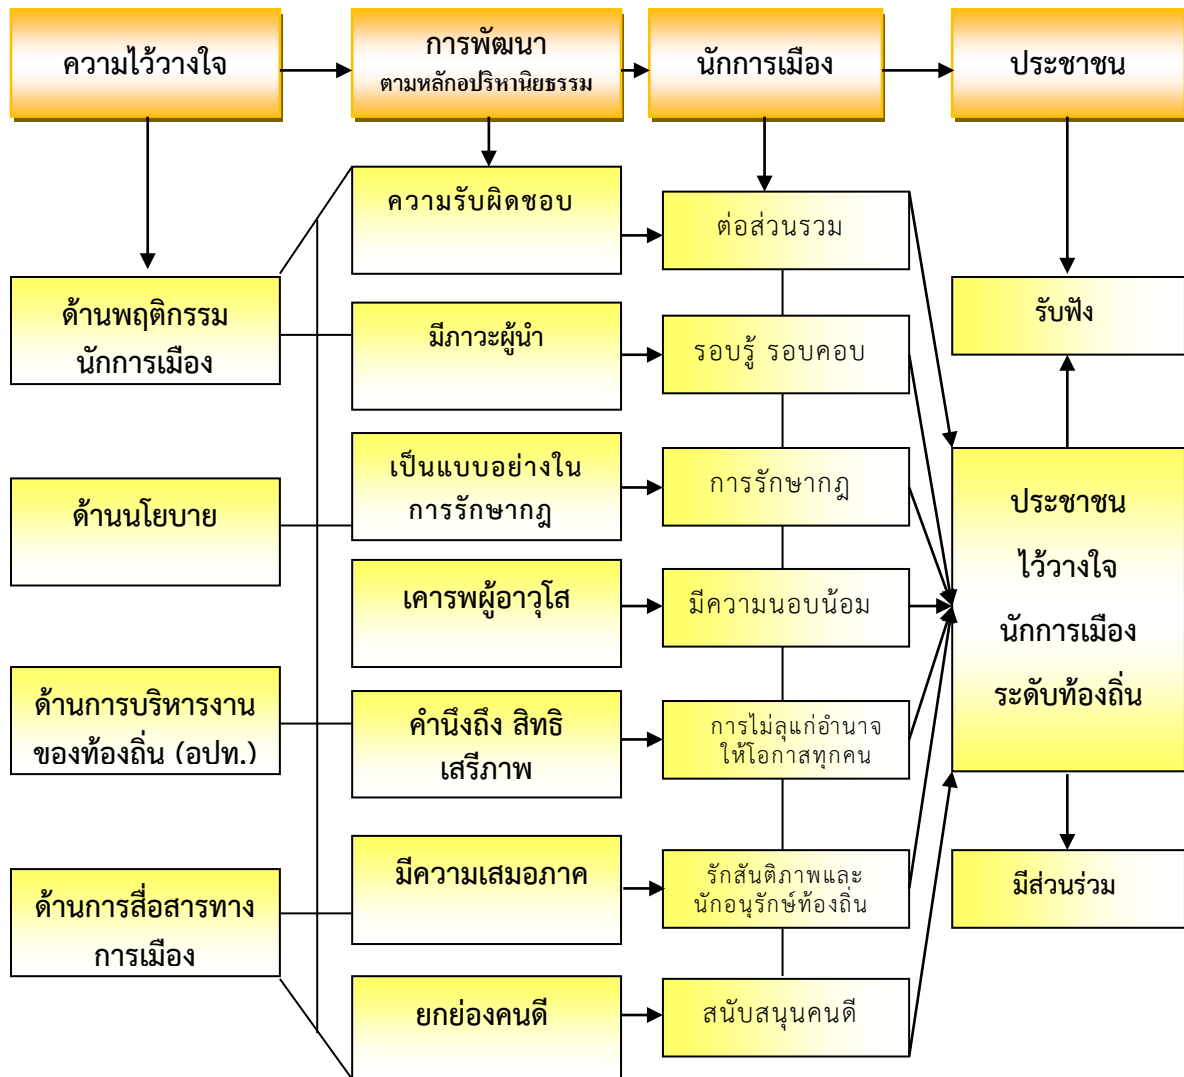 ความไว้วางใจ
การพัฒนา
ตามหลักอปริหานิยธรรม
นักการเมือง
ประชาชน
ด้านพฤติกรรม
นักการเมือง
ด้านนโยบาย
ด้านการบริหารงาน
ของท้องถิ่น (อปท.)
ด้านการสื่อสารทาง
การเมือง
ความรับผิดชอบ
มีภาวะผู้นำ
เป็นแบบอย่างใน
การรักษากฎ
เคารพผู้อาวุโส
คำนึงถึง สิทธิ
เสรีภาพ
มีความเสมอภาค
ยกย่องคนดี
ต่อส่วนรวม
รอบรู้ รอบคอบ
การรักษากฎ
มีความนอบน้อม
การไม่ลุแก่อำนาจ
ให้โอกาสทุกคน
รักสันติภาพและ
นักอนุรักษ์ท้องถิ่น
สนับสนุนคนดี
รับฟัง
ประชาชน
ไว้วางใจ
นักการเมือง
ระดับท้องถิ่น
มีส่วนร่วม